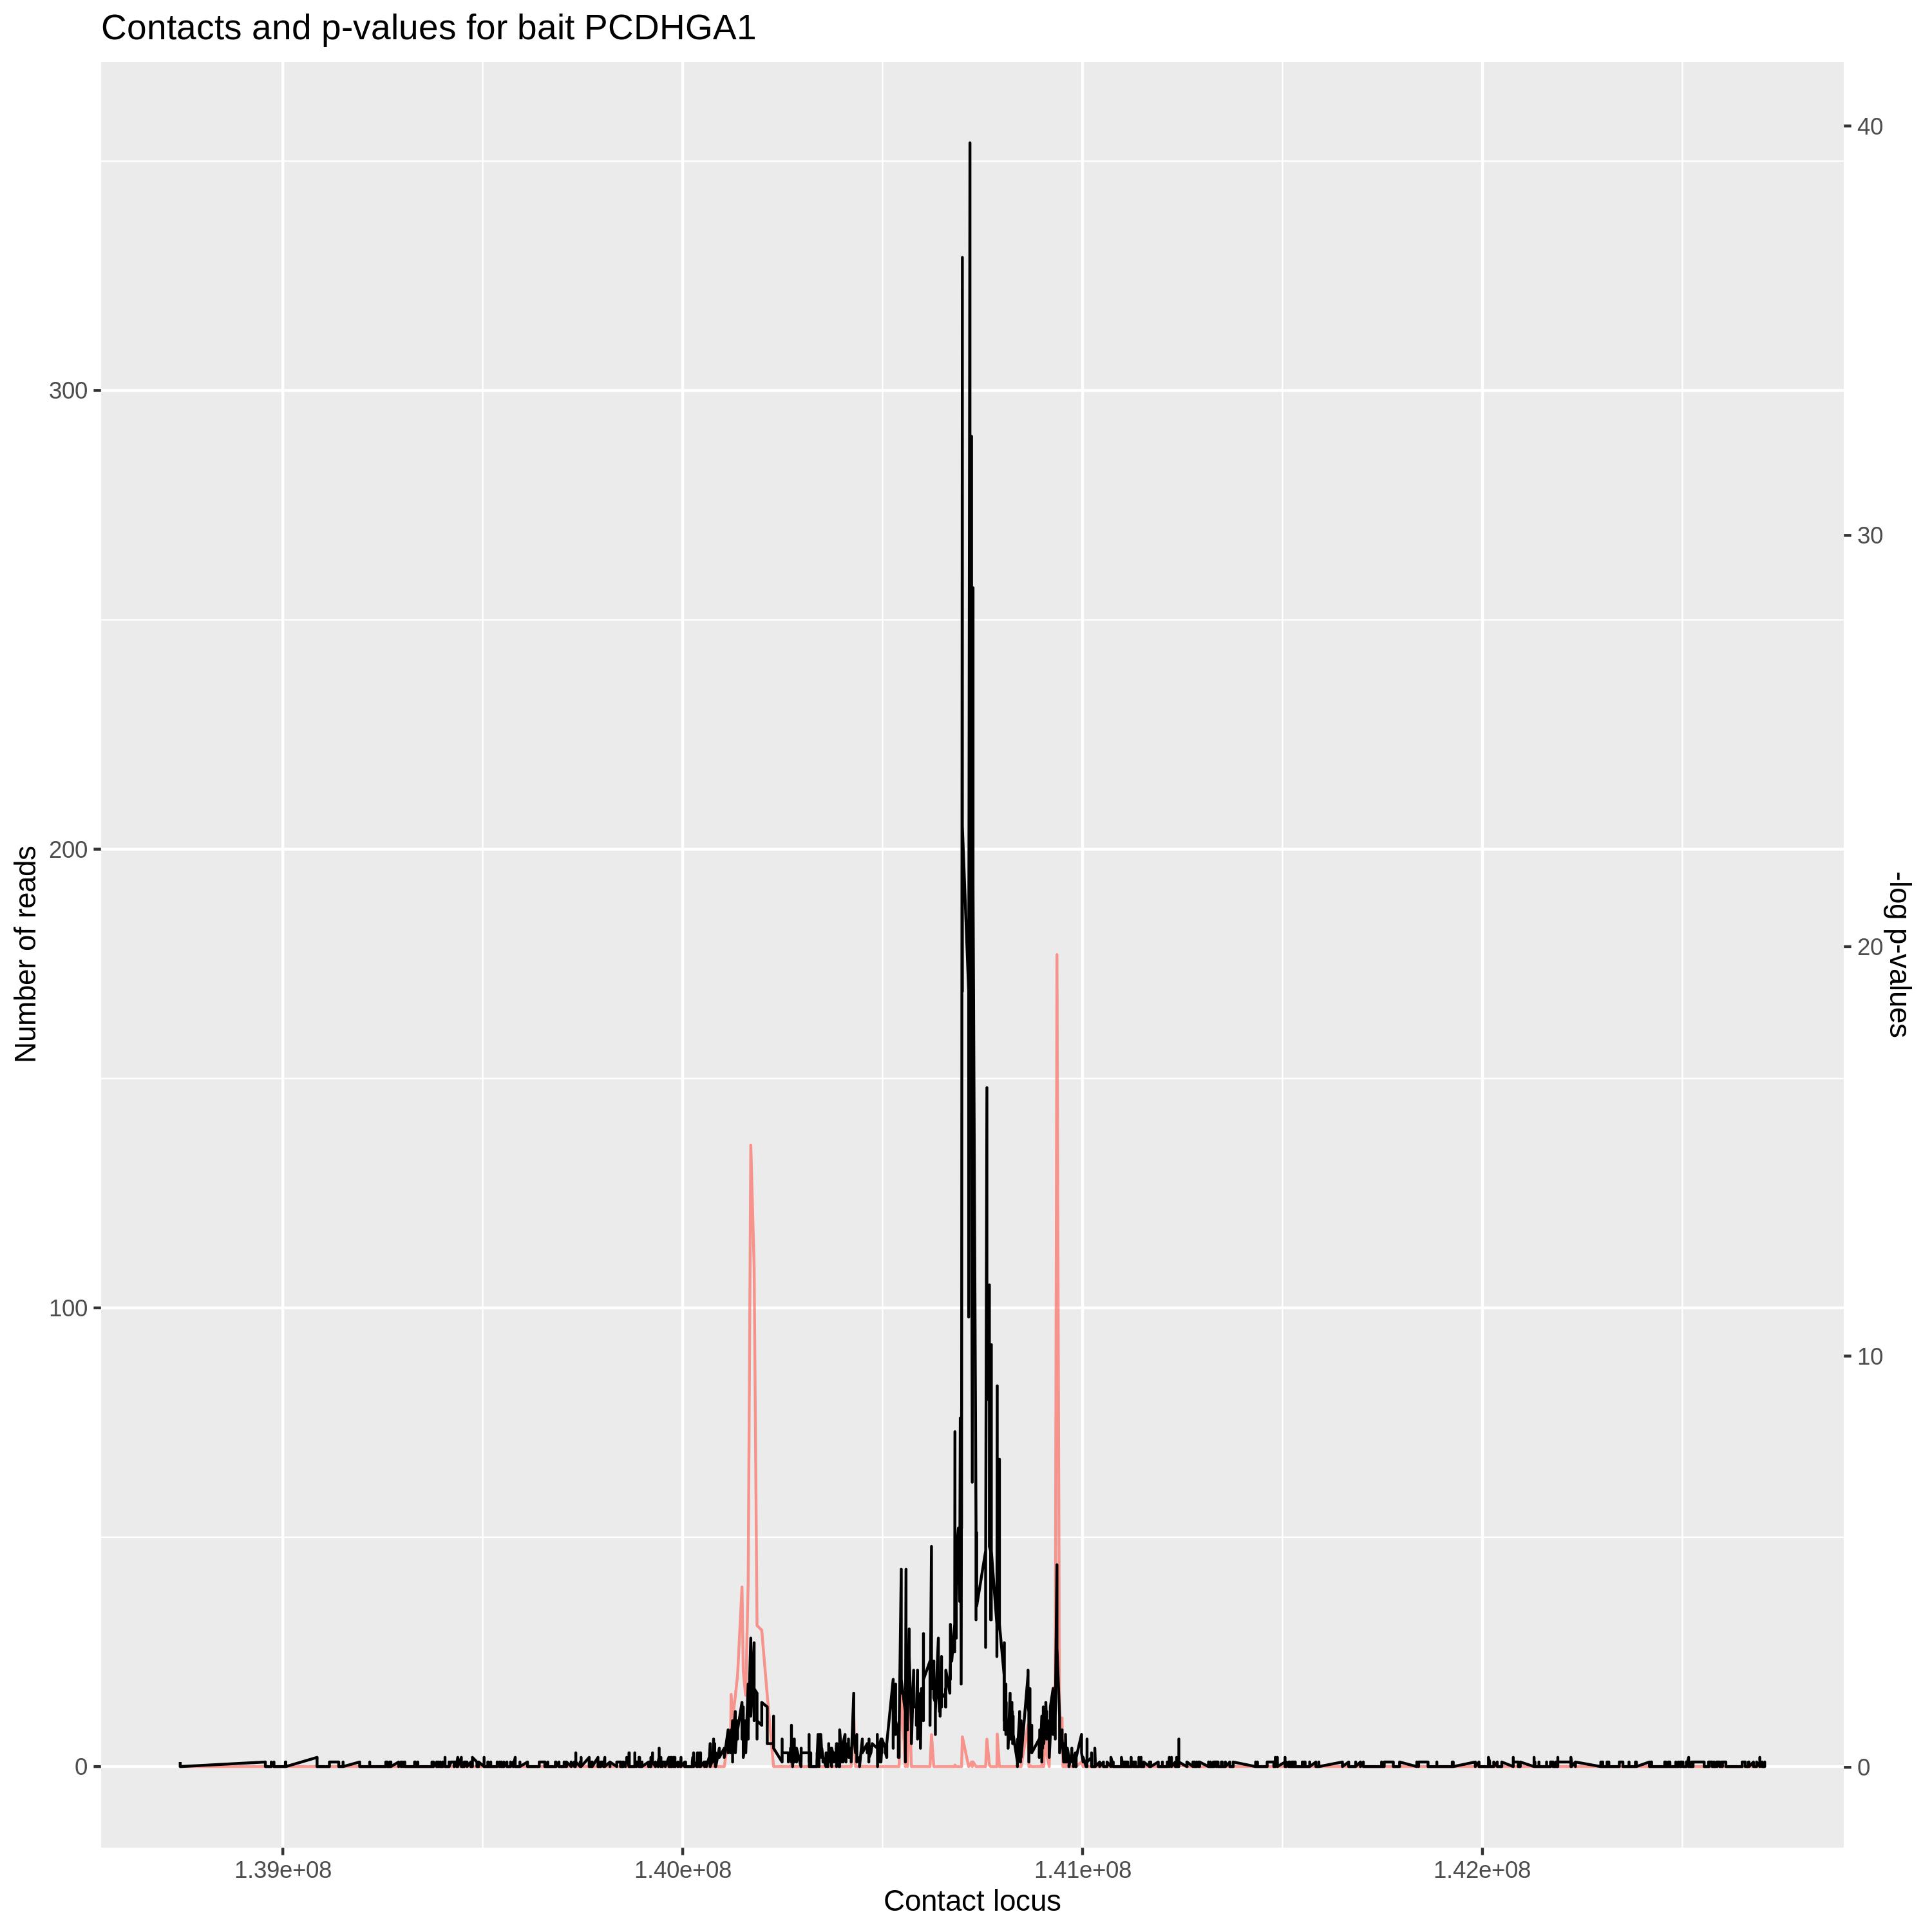 Contacts and p-values for bait PCDHGA1
300
200
100
0
40
30
20
10
0
Number of reads
-log p-values
1.39e+08
1.40e+08
1.41e+08
1.42e+08
Contact locus